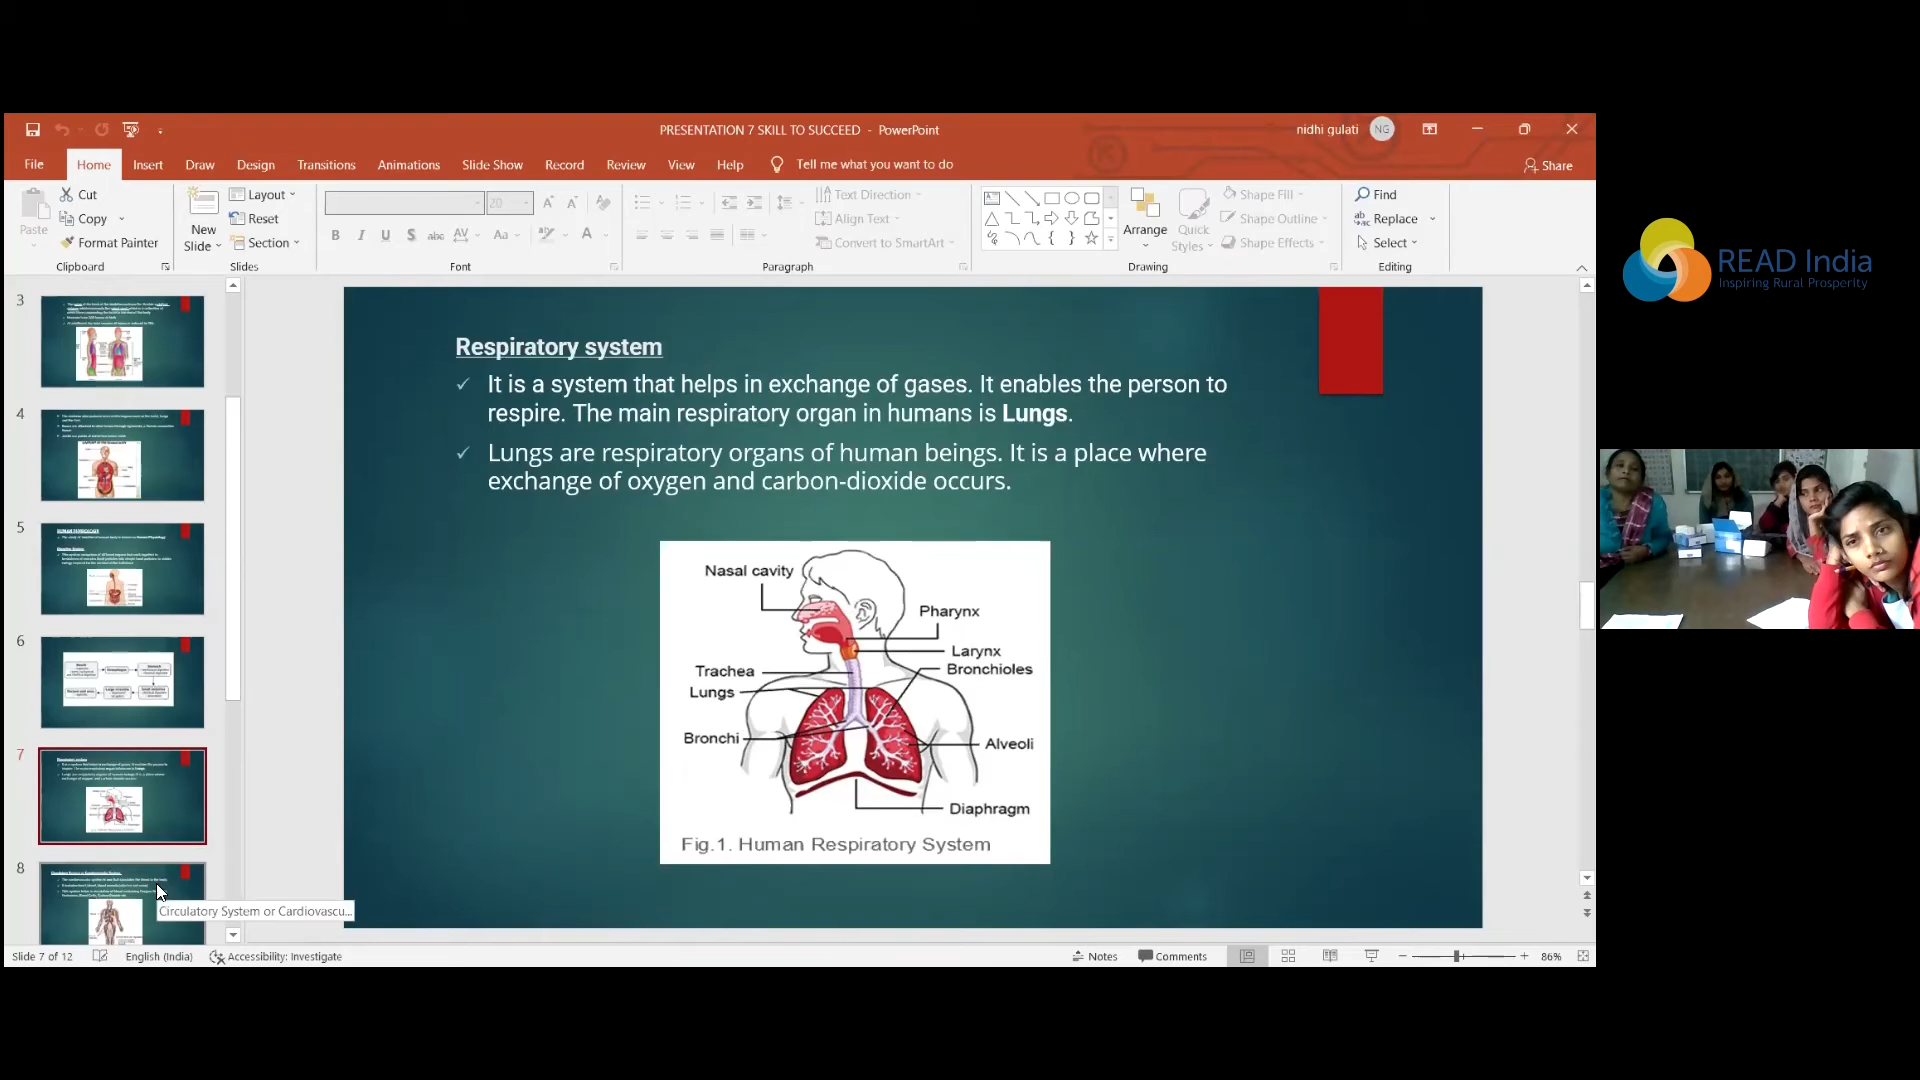 PRESENTATION 7 SKILL TO SUCCEED - PowerPoint
nidhi gulati NG
File Home Insert Draw Design Transitions Animations Slide Show Record Review View Help Tell me what you want to do
Share
Paste
Cut
Copy
Format Painter
Clipboard
New Slide
Layout
Reset
Section
Slides
20
Font
Text Direction
Align Text
Convert to SmartArt
Paragraph
Arrange
Quick Styles
Shape Fill
Shape Outline
Shape Effects
Drawing
Find
Replace
Select
Editing
READ India
Inspiring Rural Prosperity
3
4
5
6
7
8
Circulatory System or Cardiovascu...
Respiratory system
It is a system that helps in exchange of gases. It enables the person to
respire. The main respiratory organ in humans is Lungs.
Lungs are respiratory organs of human beings. It is a place where
exchange of oxygen and carbon-dioxide occurs.
Nasal cavity
Pharynx
Larynx
Trachea
Bronchioles
Lungs
Bronchi
Alveoli
Diaphragm
Fig.1. Human Respiratory System
Slide 7 of 12 English (India) Accessibility: Investigate Notes Comments 86%